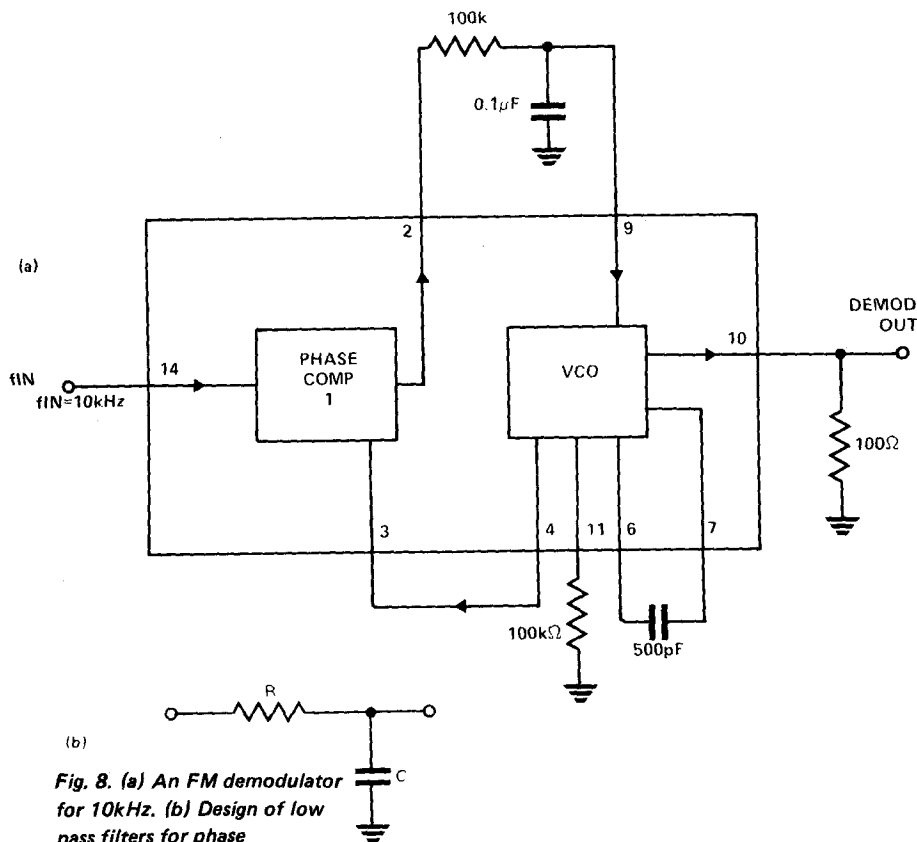 100k
0.1µF
2
9
(a)
DEMOD
OUT
10
PHASE
COMP
1
VCO
fIN
14
fIN=10kHz
100Ω
3
4
11
6
7
100kΩ
500pF
R
(b)
C
Fig. 8. (a) An FM demodulator
for 10kHz. (b) Design of low
pass filters for phase